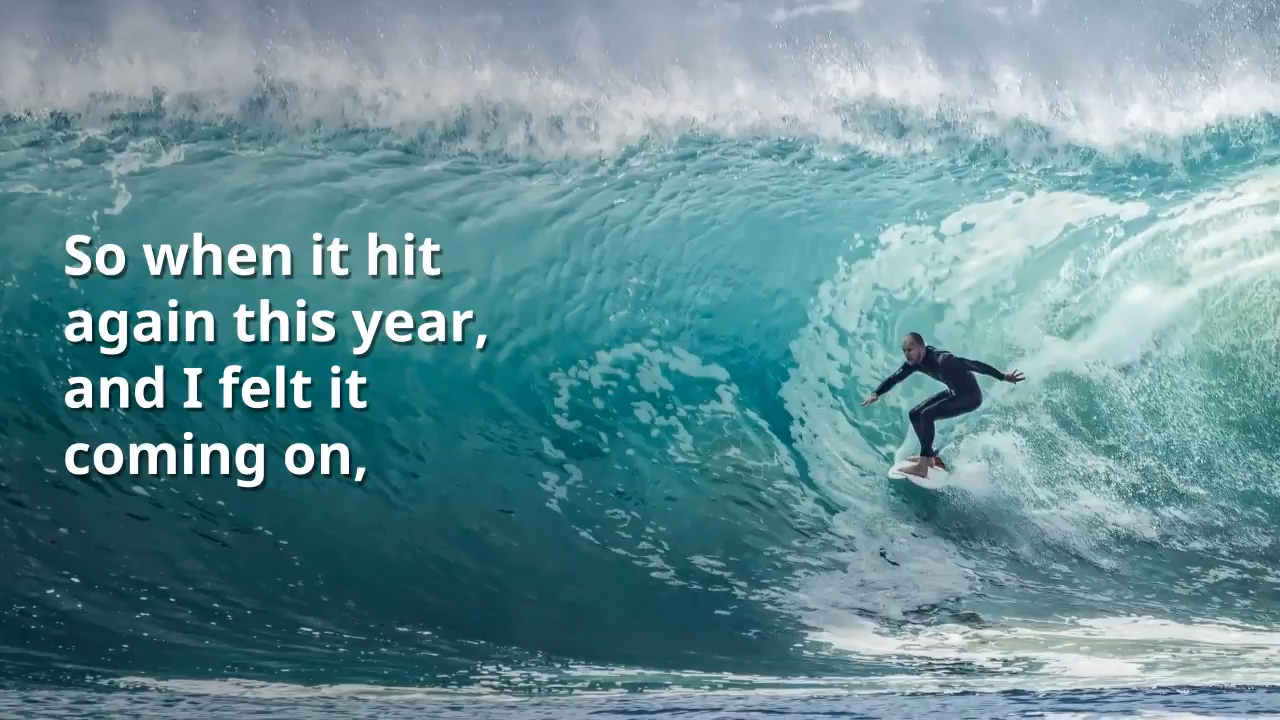 So when it hit
again this year,
and I felt it
coming on,